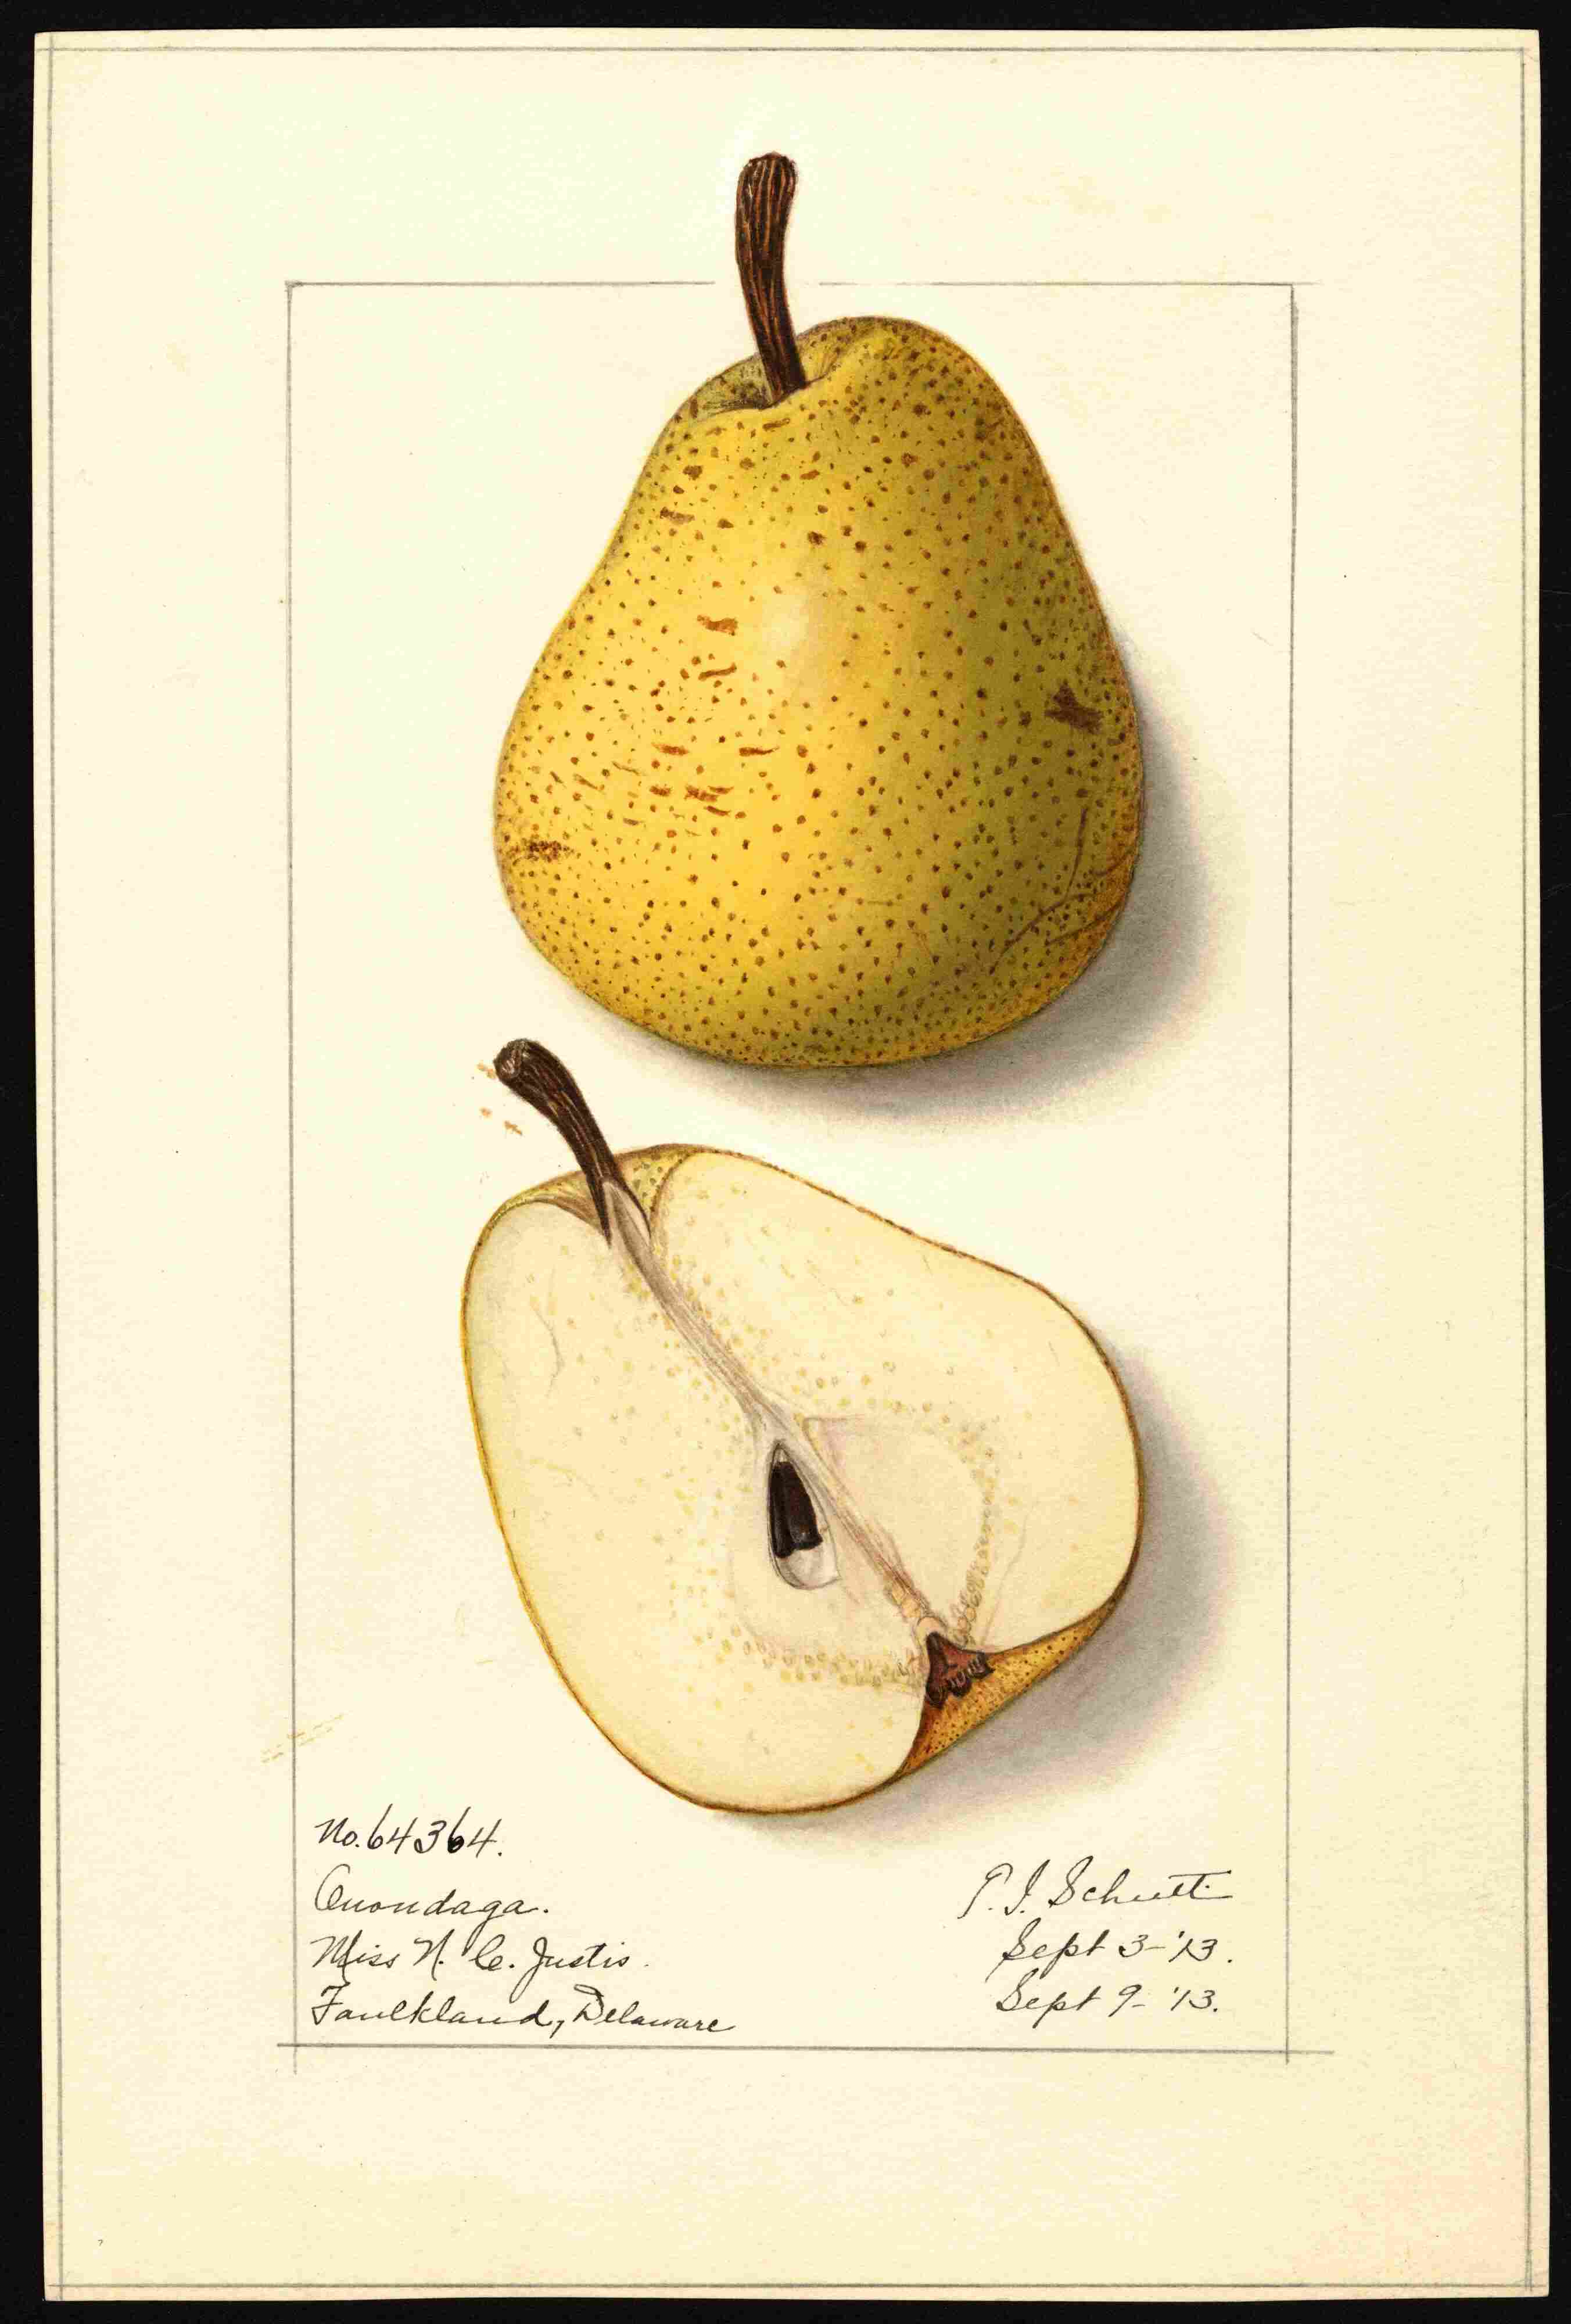 No. 64364.
Onondaga.
Miss N. C. Justis.
Faulkland, Delaware
E. I. Schutt
Sept 3-'13.
Sept 9-'13.